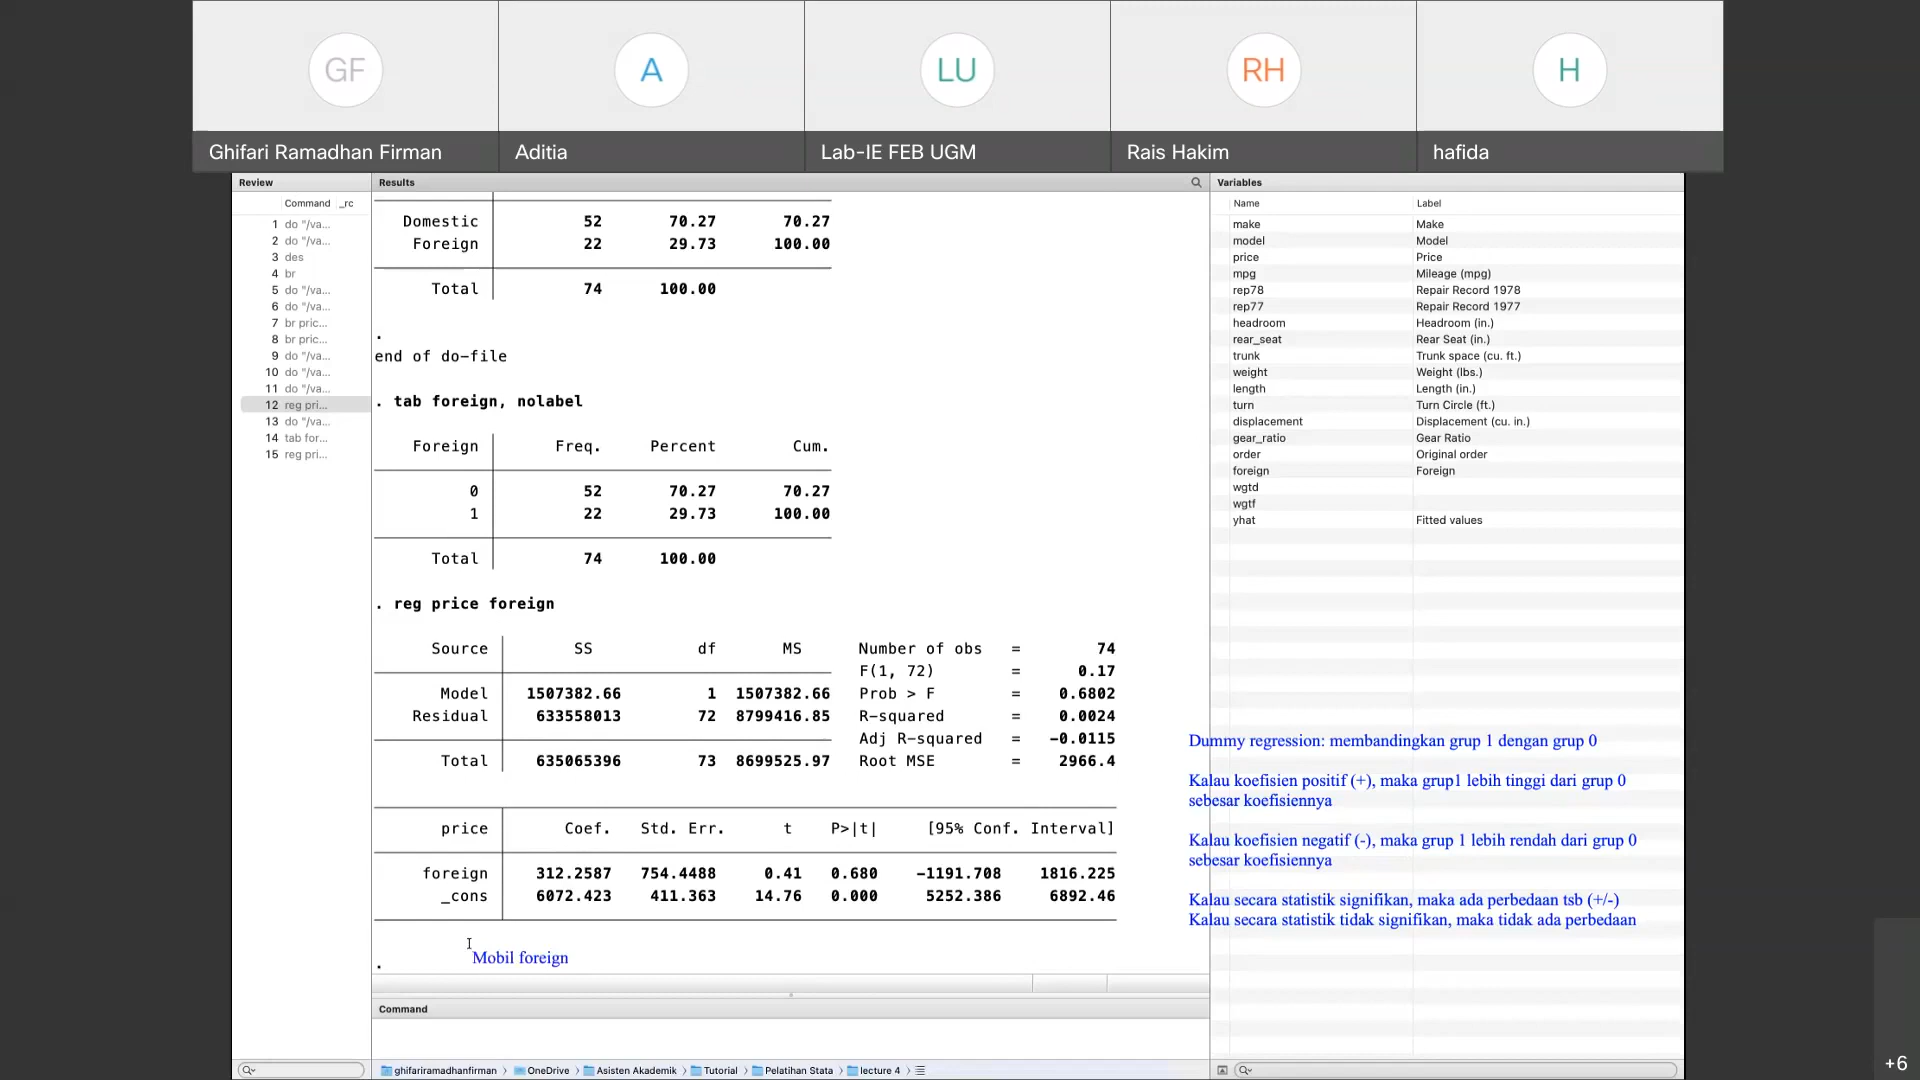 GF
A
LU
RH
H
Ghifari Ramadhan Firman
Aditia
Lab-IE FEB UGM
Rais Hakim
hafida
Review
Command _rc
1 do "/va...
2 do "/va...
3 des
4 br
5 do "/va...
6 do "/va...
7 br pric...
8 br pric...
9 do "/va...
10 do "/va...
11 do "/va...
12 reg pri...
13 do "/va...
14 tab for...
15 reg pri...
Results
Domestic 52 70.27 70.27
Foreign 22 29.73 100.00
Total 74 100.00
.
end of do-file
. tab foreign, nolabel
Foreign Freq. Percent Cum.
0 52 70.27 70.27
1 22 29.73 100.00
Total 74 100.00
. reg price foreign
Source SS df MS Number of obs = 74
F(1, 72) = 0.17
Model 1507382.66 1 1507382.66 Prob > F = 0.6802
Residual 633558013 72 8799416.85 R-squared = 0.0024
Adj R-squared = -0.0115
Total 635065396 73 8699525.97 Root MSE = 2966.4
price Coef. Std. Err. t P>|t| [95% Conf. Interval]
foreign 312.2587 754.4488 0.41 0.680 -1191.708 1816.225
_cons 6072.423 411.363 14.76 0.000 5252.386 6892.46
Mobil foreign
.
Command
ghifariramadhanfirman > OneDrive > Asisten Akademik > Tutorial > Pelatihan Stata > lecture 4 >
Variables
Name Label
make Make
model Model
price Price
mpg Mileage (mpg)
rep78 Repair Record 1978
rep77 Repair Record 1977
headroom Headroom (in.)
rear_seat Rear Seat (in.)
trunk Trunk space (cu. ft.)
weight Weight (lbs.)
length Length (in.)
turn Turn Circle (ft.)
displacement Displacement (cu. in.)
gear_ratio Gear Ratio
order Original order
foreign Foreign
wgtd
wgtf
yhat Fitted values
Dummy regression: membandingkan grup 1 dengan grup 0
Kalau koefisien positif (+), maka grup1 lebih tinggi dari grup 0
sebesar koefisiennya
Kalau koefisien negatif (-), maka grup 1 lebih rendah dari grup 0
sebesar koefisiennya
Kalau secara statistik signifikan, maka ada perbedaan tsb (+/-)
Kalau secara statistik tidak signifikan, maka tidak ada perbedaan
+6